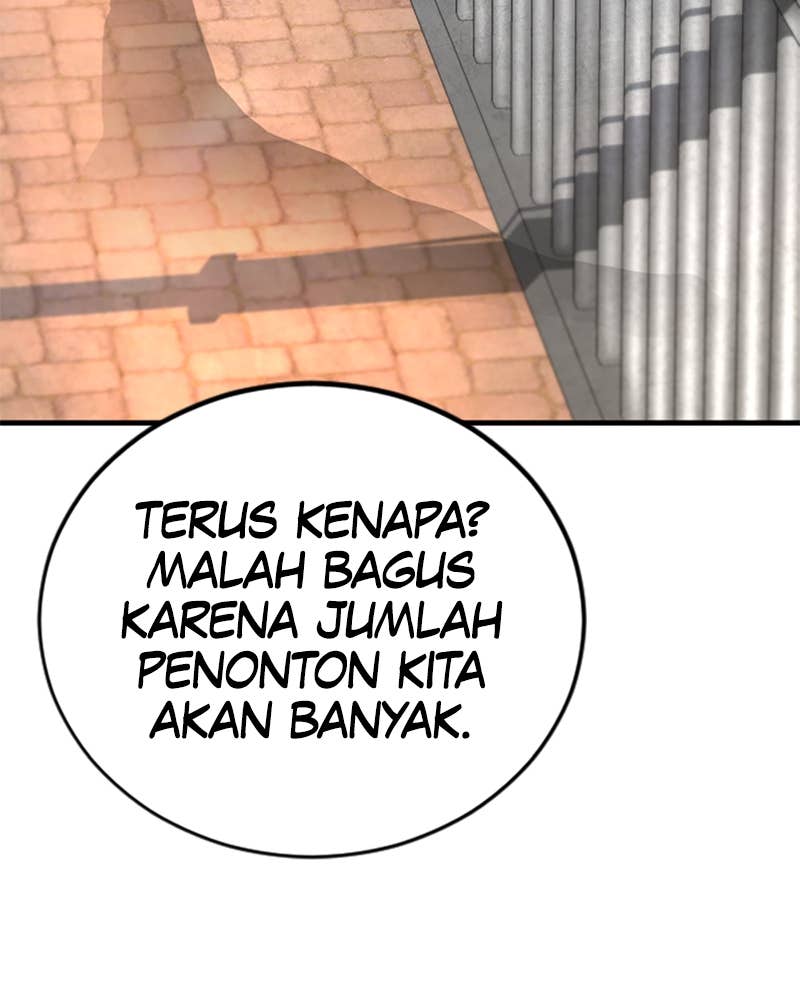 TERUS KENAPA?
MALAH BAGUS
KARENA JUMLAH
PENONTON KITA
AKAN BANYAK.